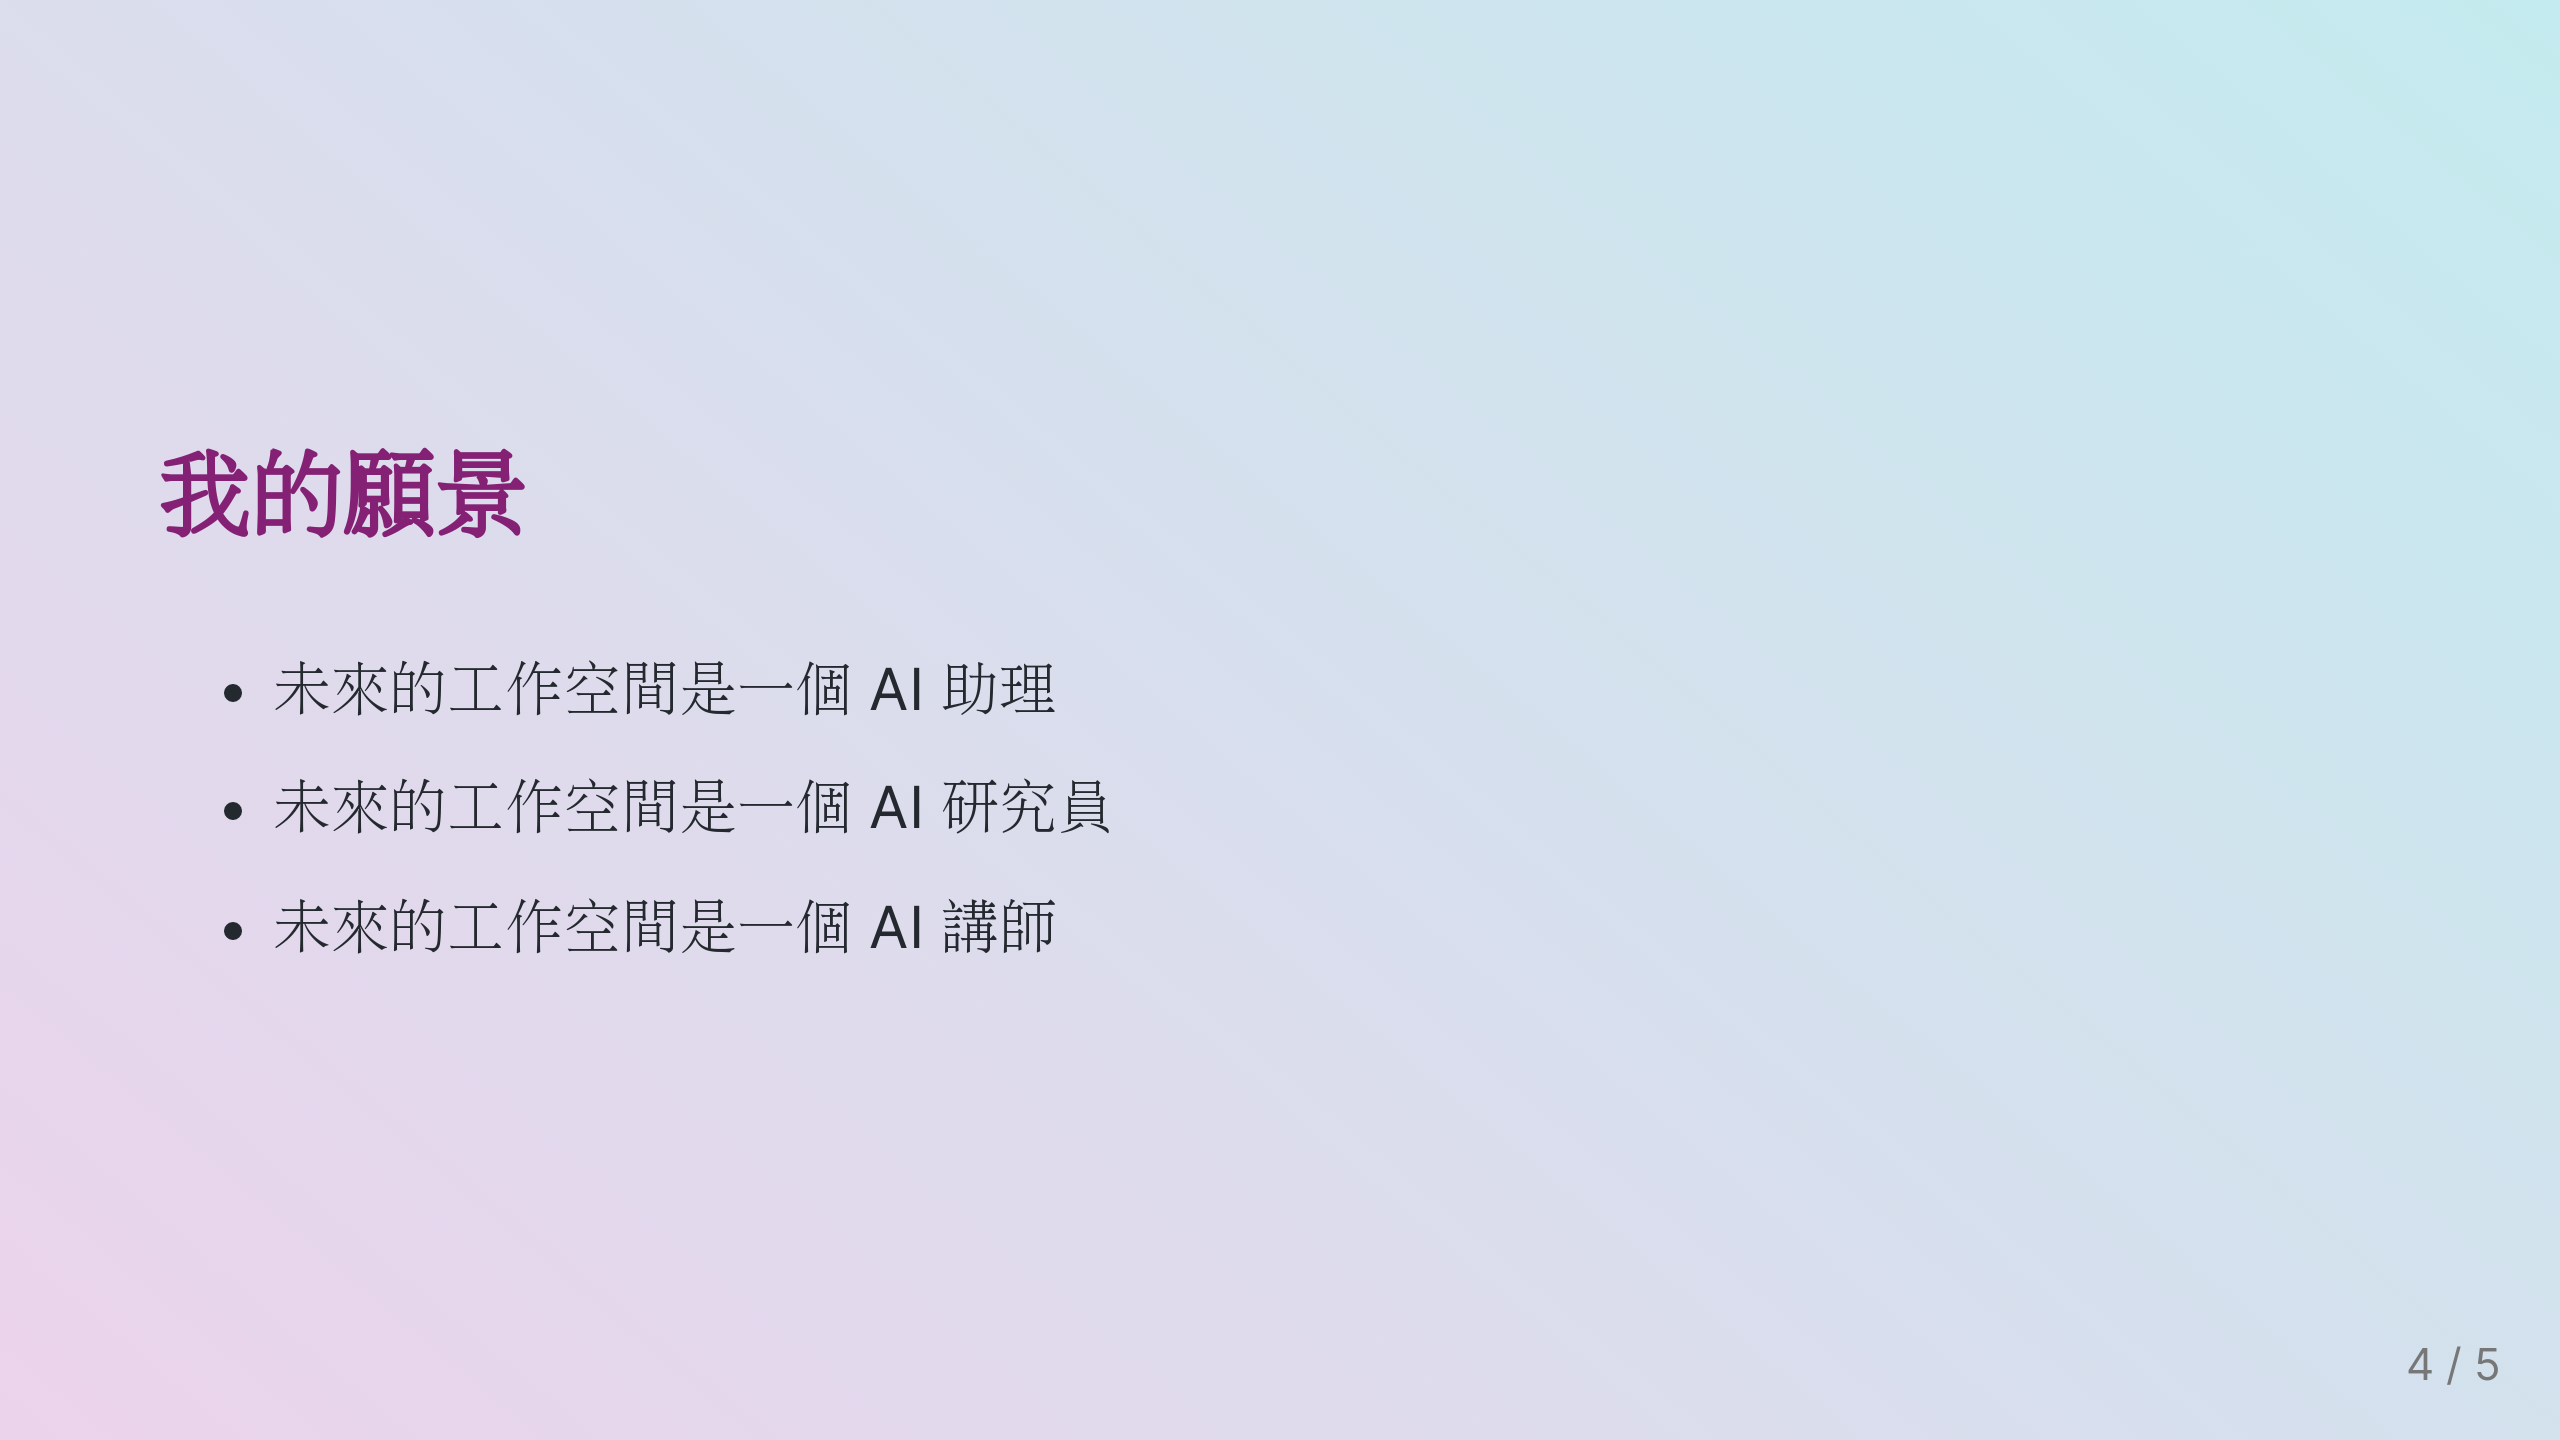 我的願景
• 未來的工作空間是一個 AI 助理
• 未來的工作空間是一個 AI 研究員
• 未來的工作空間是一個 AI 講師
4 / 5